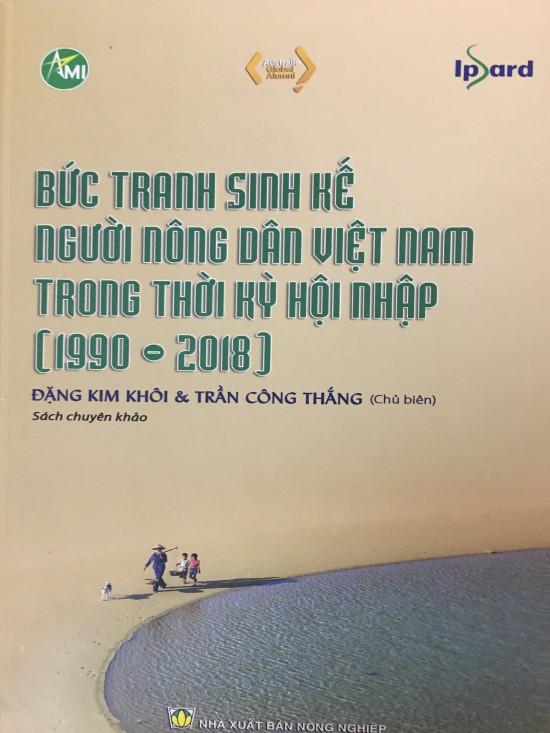 AMI
Australia
Global
Alumni
Ipsard
BỨC TRANH SINH KẾ
NGƯỜI NÔNG DÂN VIỆT NAM
TRONG THỜI KỲ HỘI NHẬP
(1990 - 2018)
ĐẶNG KIM KHÔI & TRẦN CÔNG THẮNG (Chủ biên)
Sách chuyên khảo
NHÀ XUẤT BẢN NÔNG NGHIỆP